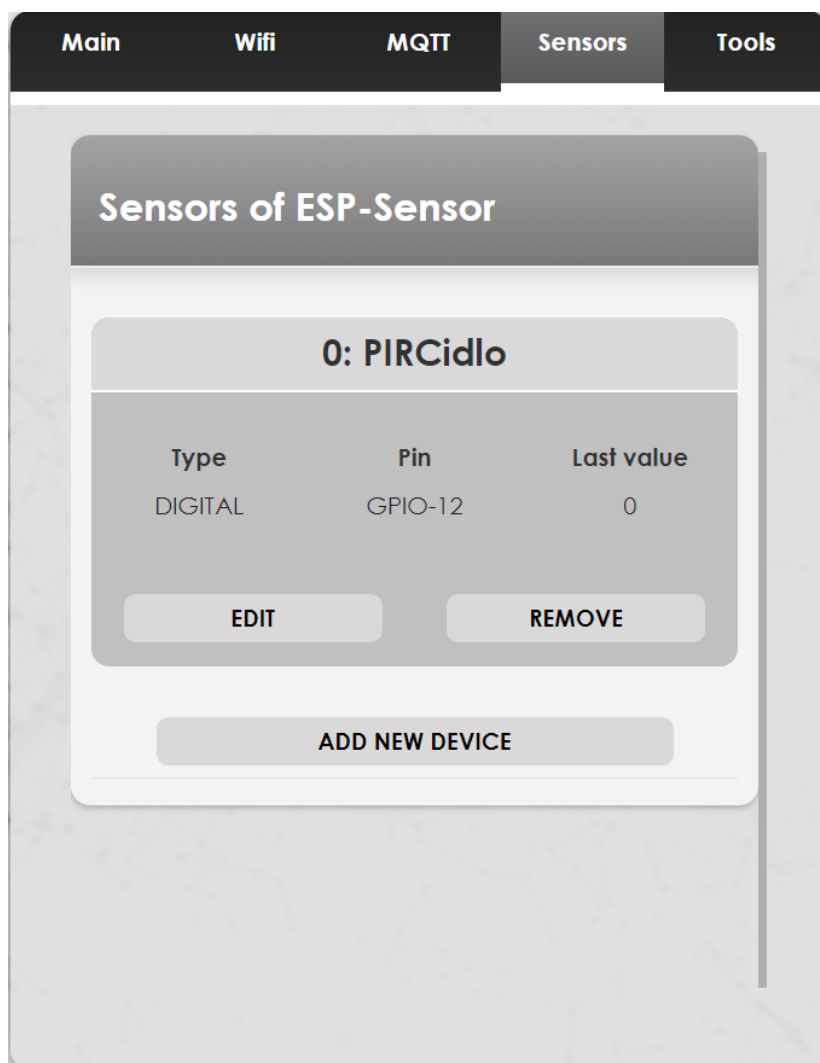 Main Wifi MQTT Sensors Tools
Sensors of ESP-Sensor
0: PIRCidlo
Type Pin Last value
DIGITAL GPIO-12 0
EDIT REMOVE
ADD NEW DEVICE